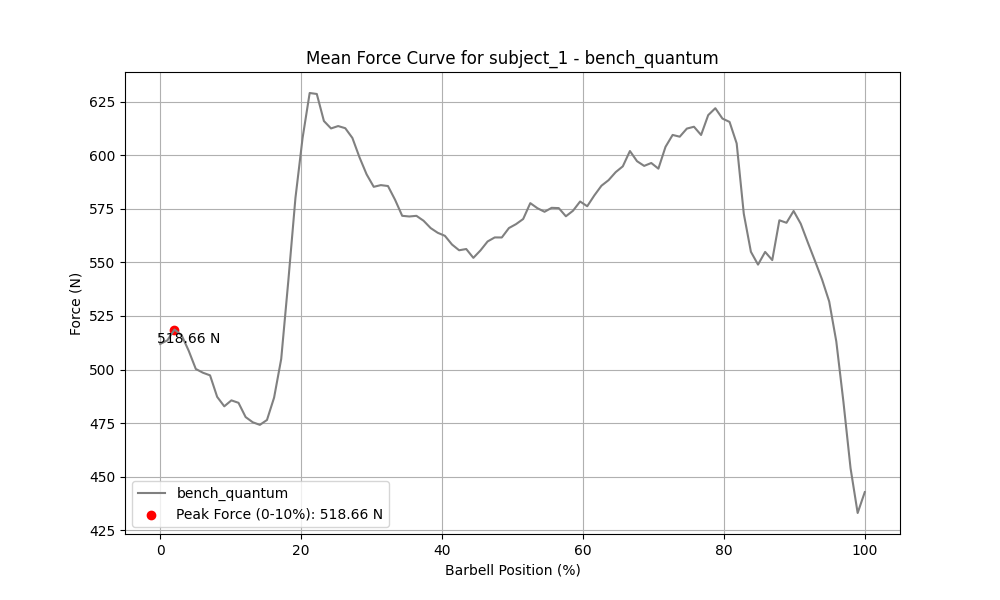 Mean Force Curve for subject_1 - bench_quantum
Force (N)
625
600
575
550
525
500
475
450
425
518.66 N
bench_quantum
Peak Force (0-10%): 518.66 N
0 20 40 60 80 100
Barbell Position (%)